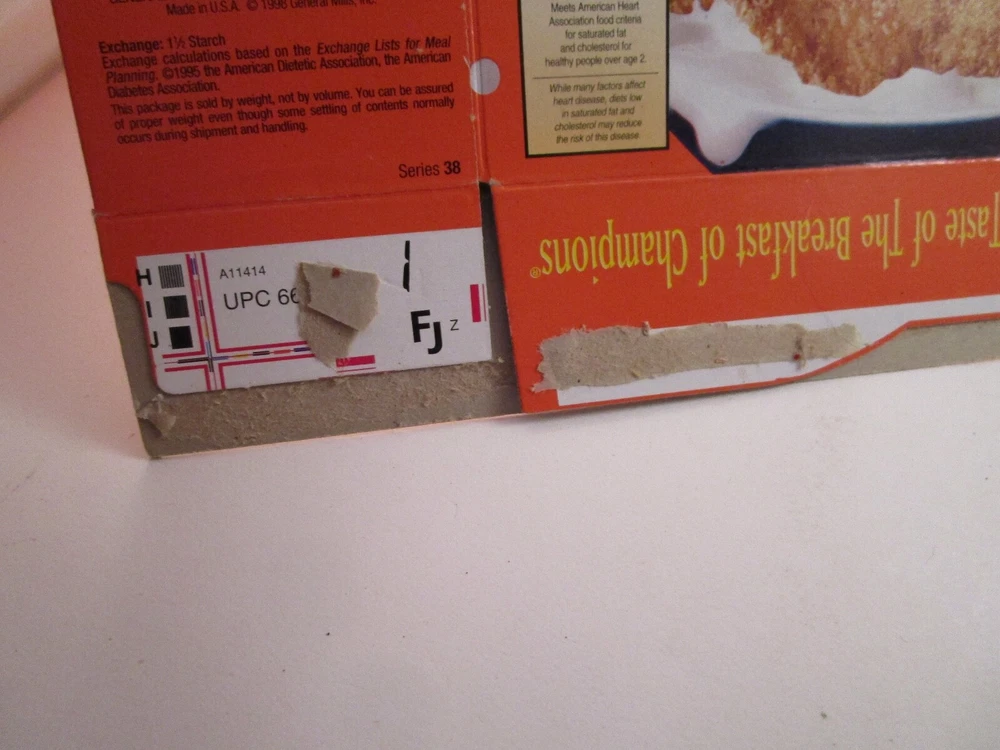 Made in U.S.A. © 1998 General Mills, Inc.
Exchange: 1½ Starch
Exchange calculations based on the Exchange Lists for Meal
Planning. ©1995 the American Dietetic Association, the American
Diabetes Association.
This package is sold by weight, not by volume. You can be assured
of proper weight even though some settling of contents normally
occurs during shipment and handling.
Series 38
Meets American Heart
Association food criteria
for saturated fat
and cholesterol for
healthy people over age 2.
While many factors affect
heart disease, diets low
in saturated fat and
cholesterol may reduce
the risk of this disease.
Taste of The Breakfast of Champions®
H
I
J
A11414
UPC 66
FJ Z